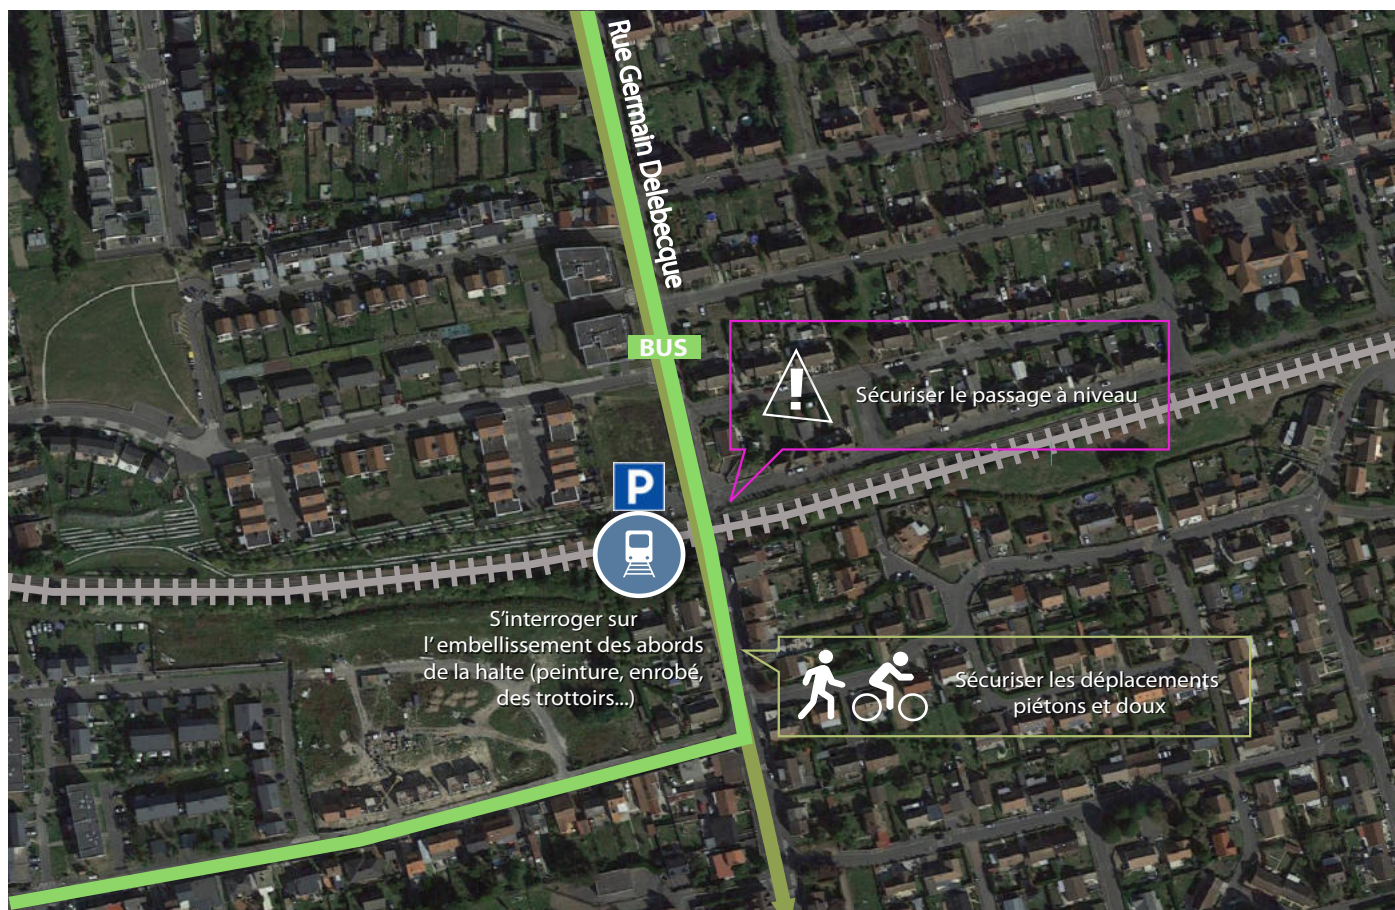 Rue Germain Delebecque
BUS
!
Sécuriser le passage à niveau
P
S'interroger sur
l'embellissement des abords
de la halte (peinture, enrobé,
des trottoirs...)
Sécuriser les déplacements
piétons et doux